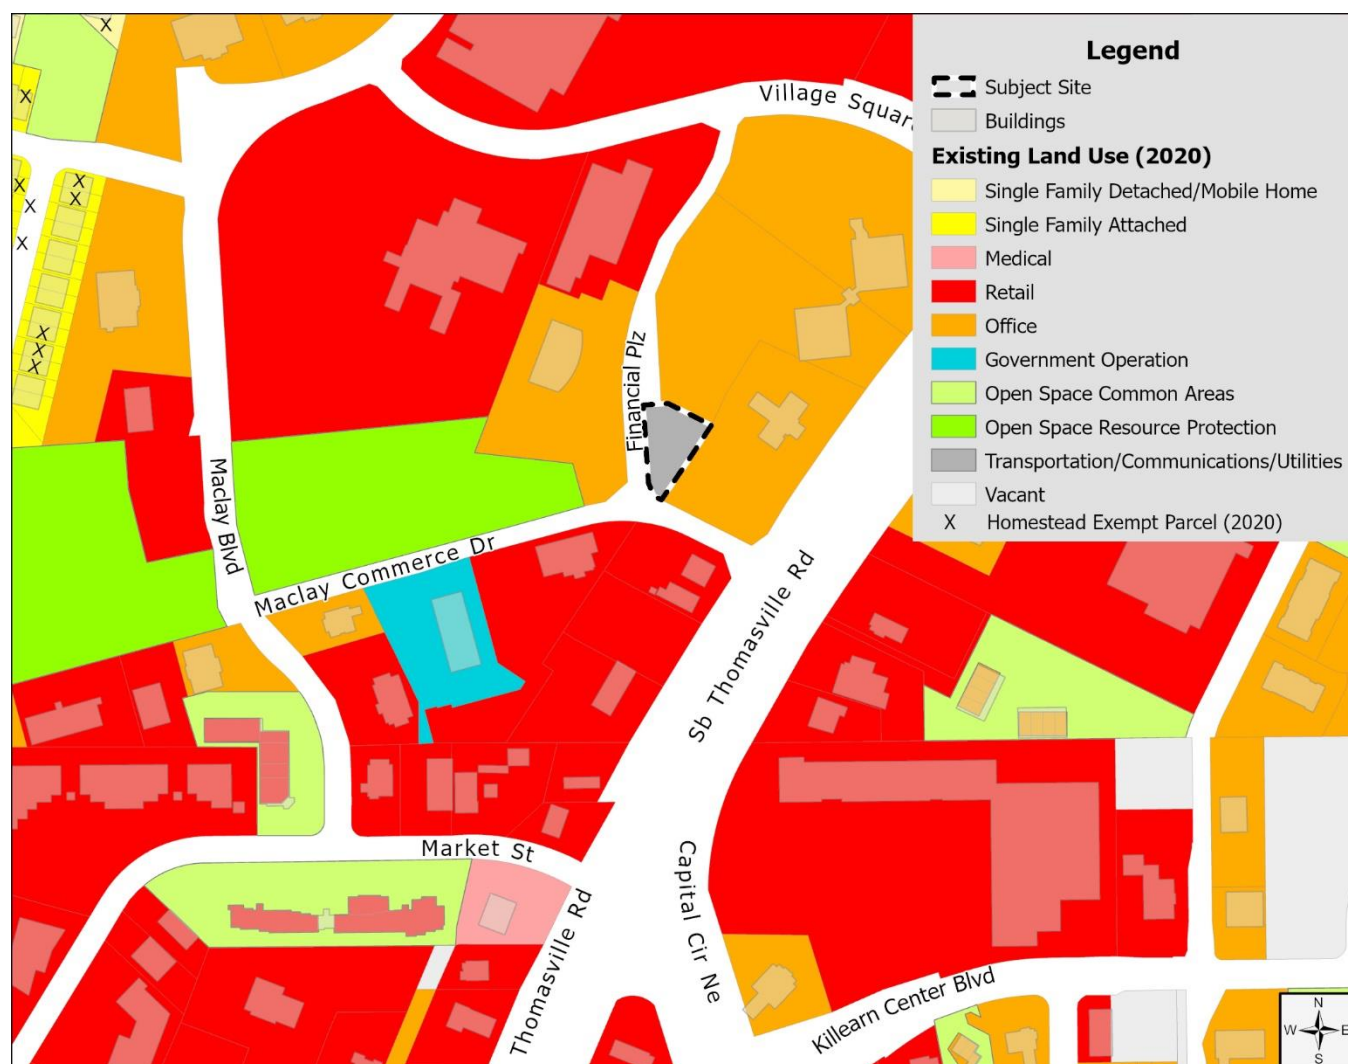 Legend
Subject Site
Buildings
Existing Land Use (2020)
Single Family Detached/Mobile Home
Single Family Attached
Medical
Retail
Office
Government Operation
Open Space Common Areas
Open Space Resource Protection
Transportation/Communications/Utilities
Vacant
X Homestead Exempt Parcel (2020)
Village Squar
Financial Plz
Maclay Blvd
Maclay Commerce Dr
Sb Thomasville Rd
Market St
Capital Cir Ne
Thomasville Rd
Killearn Center Blvd
X
X
X
X
X
X
X
X
X
X
N
W E
S